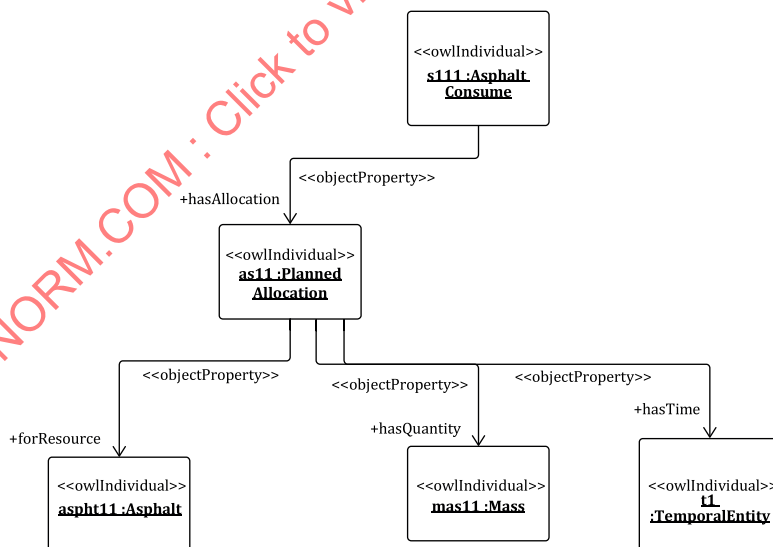 NORM.COM : Click to v
<<owlIndividual>>
s111 :Asphalt
Consume
<<objectProperty>>
+hasAllocation
<<owlIndividual>>
as11 :Planned
Allocation
<<objectProperty>>
<<objectProperty>>
<<objectProperty>>
+forResource
+hasQuantity
+hasTime
<<owlIndividual>>
aspht11 :Asphalt
<<owlIndividual>>
mas11 :Mass
<<owlIndividual>>
t1
:TemporalEntity